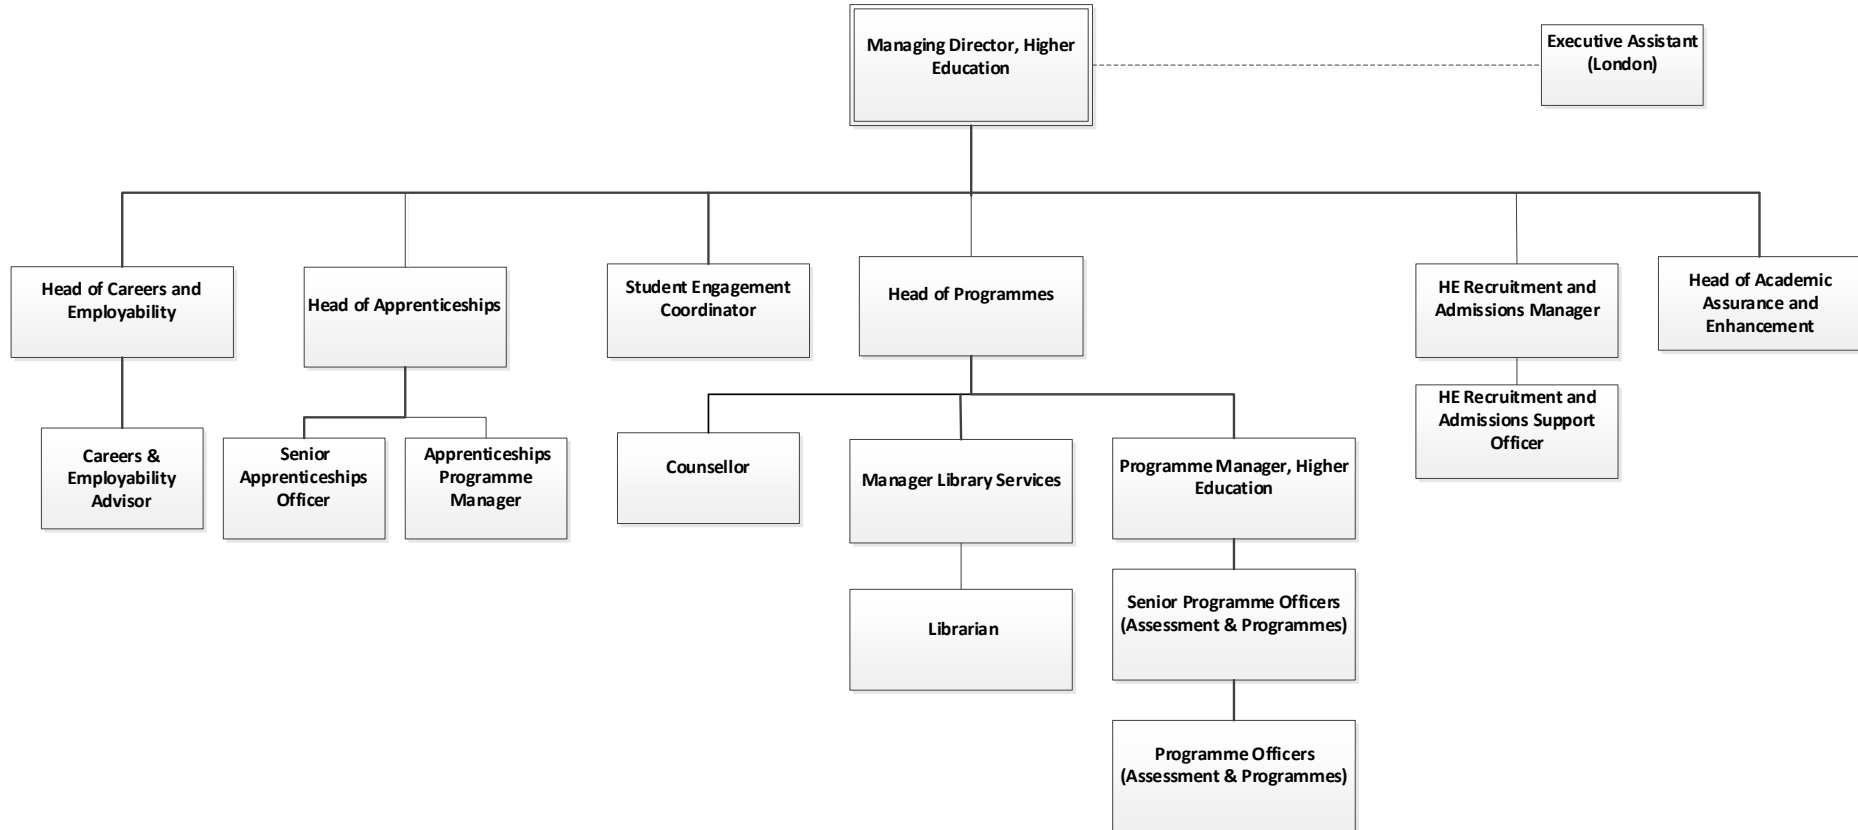 Managing Director, Higher
Education
Executive Assistant
(London)
Head of Careers and
Employability
Head of Apprenticeships
Student Engagement
Coordinator
Head of Programmes
HE Recruitment and
Admissions Manager
Head of Academic
Assurance and
Enhancement
Careers &
Employability
Advisor
Senior
Apprenticeships
Officer
Apprenticeships
Programme
Manager
Counsellor
Manager Library Services
Programme Manager, Higher
Education
HE Recruitment and
Admissions Support
Officer
Librarian
Senior Programme Officers
(Assessment & Programmes)
Programme Officers
(Assessment & Programmes)